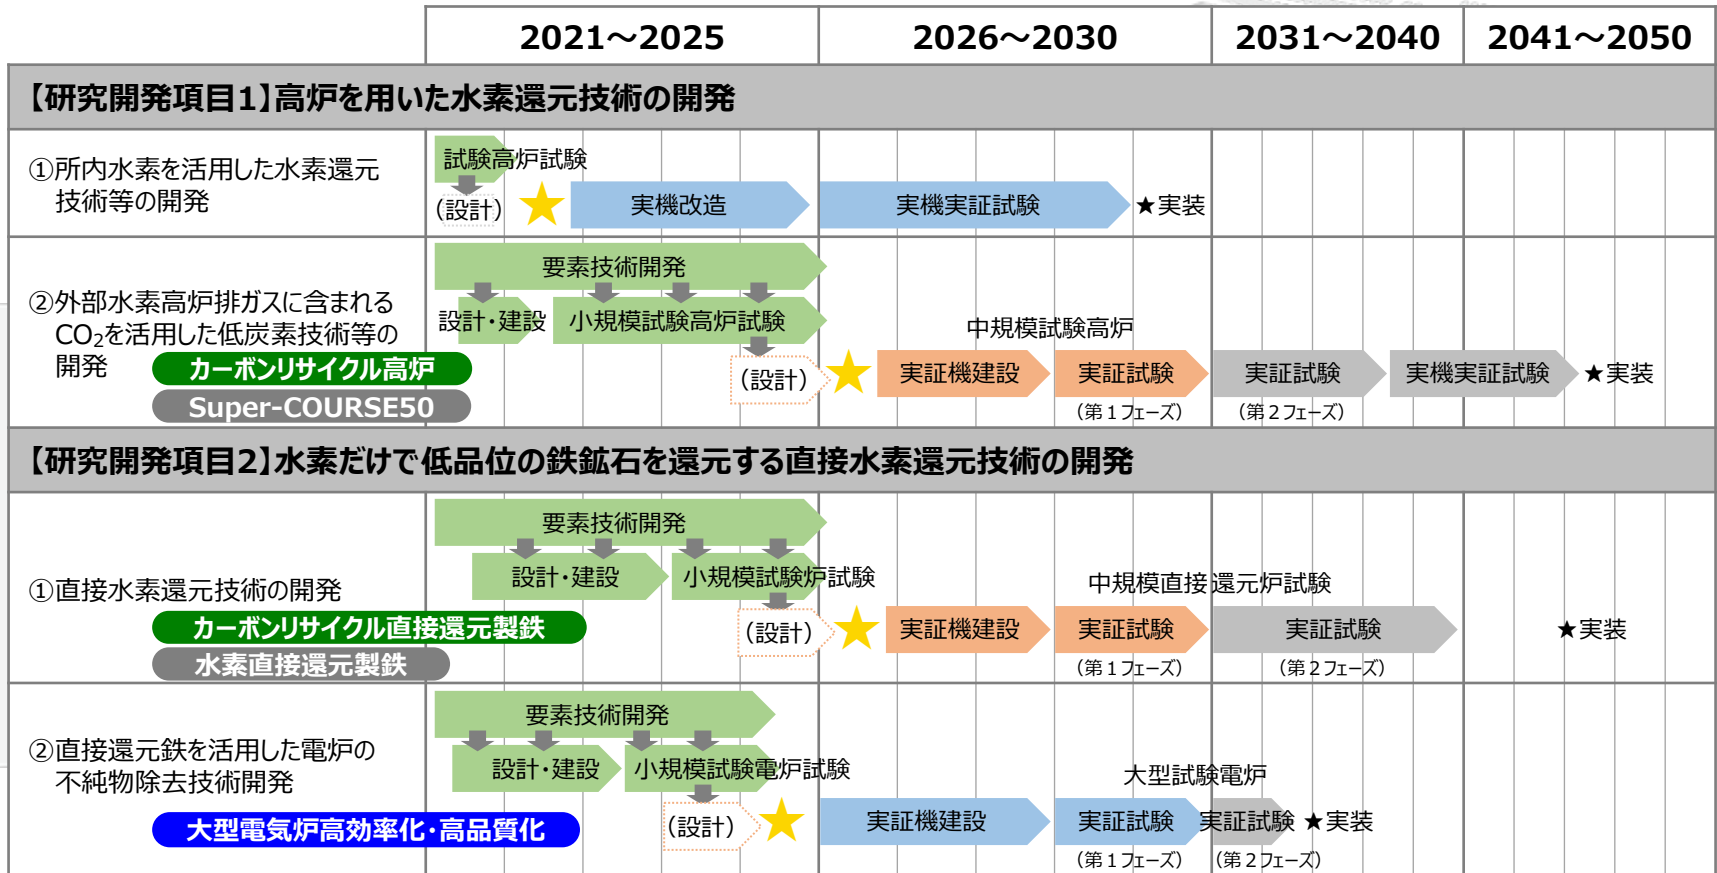 2021～2025
2026～2030
2031～2040
2041～2050
【研究開発項目1】高炉を用いた水素還元技術の開発
①所内水素を活用した水素還元
技術等の開発
試験高炉試験
（設計）
実機改造
実機実証試験
★実装
②外部水素高炉排ガスに含まれる
CO₂を活用した低炭素技術等の
開発
カーボンリサイクル高炉
Super-COURSE50
要素技術開発
設計・建設
小規模試験高炉試験
（設計）
中規模試験高炉
実証機建設
実証試験
（第１フェーズ）
実証試験
（第２フェーズ）
実機実証試験
★実装
【研究開発項目2】水素だけで低品位の鉄鉱石を還元する直接水素還元技術の開発
①直接水素還元技術の開発
カーボンリサイクル直接還元製鉄
水素直接還元製鉄
要素技術開発
設計・建設
小規模試験炉試験
（設計）
中規模直接還元炉試験
実証機建設
実証試験
（第１フェーズ）
実証試験
（第２フェーズ）
★実装
②直接還元鉄を活用した電炉の
不純物除去技術開発
大型電気炉高効率化・高品質化
要素技術開発
設計・建設
小規模試験電炉試験
（設計）
大型試験電炉
実証機建設
実証試験
（第１フェーズ）
実証試験
（第２フェーズ）
★実装